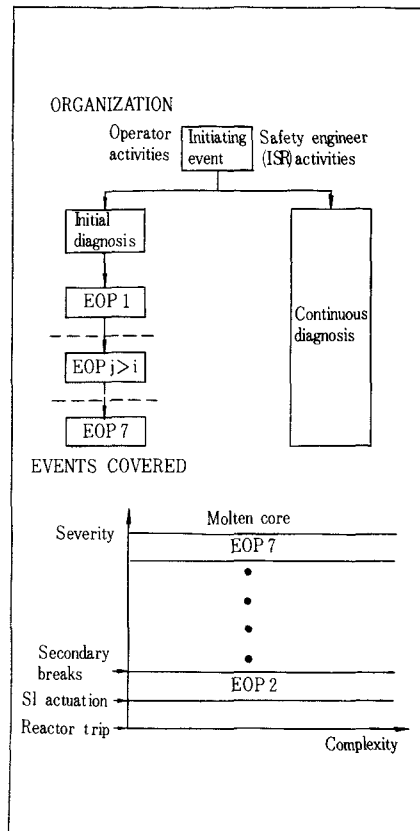 ORGANIZATION
Operator activities
Initiating event
Safety engineer (ISR) activities
Initial diagnosis
EOP 1
EOP j>i
EOP 7
Continuous diagnosis
EVENTS COVERED
Severity
Molten core
EOP 7
Secondary breaks
EOP 2
S1 actuation
Reactor trip
Complexity